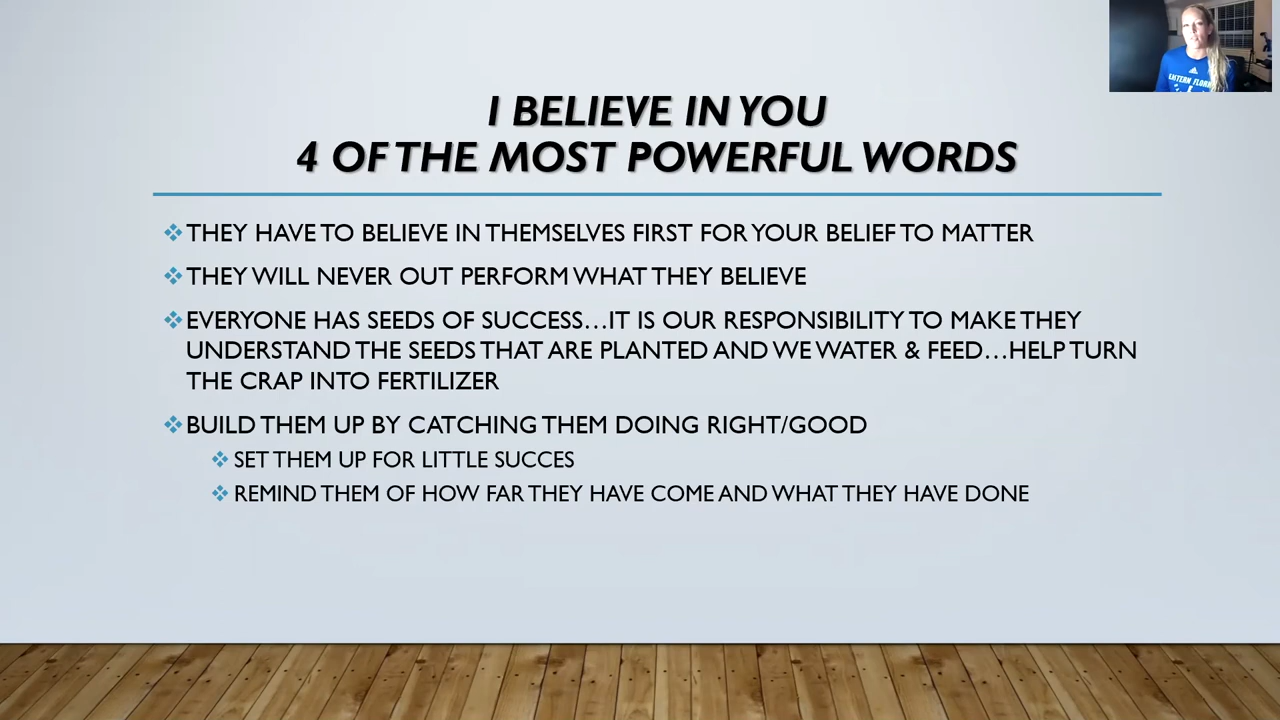 I BELIEVE IN YOU
4 OF THE MOST POWERFUL WORDS
THEY HAVE TO BELIEVE IN THEMSELVES FIRST FOR YOUR BELIEF TO MATTER
THEY WILL NEVER OUT PERFORM WHAT THEY BELIEVE
EVERYONE HAS SEEDS OF SUCCESS...IT IS OUR RESPONSIBILITY TO MAKE THEY
UNDERSTAND THE SEEDS THAT ARE PLANTED AND WE WATER & FEED...HELP TURN
THE CRAP INTO FERTILIZER
BUILD THEM UP BY CATCHING THEM DOING RIGHT/GOOD
SET THEM UP FOR LITTLE SUCCES
REMIND THEM OF HOW FAR THEY HAVE COME AND WHAT THEY HAVE DONE
EASTERN